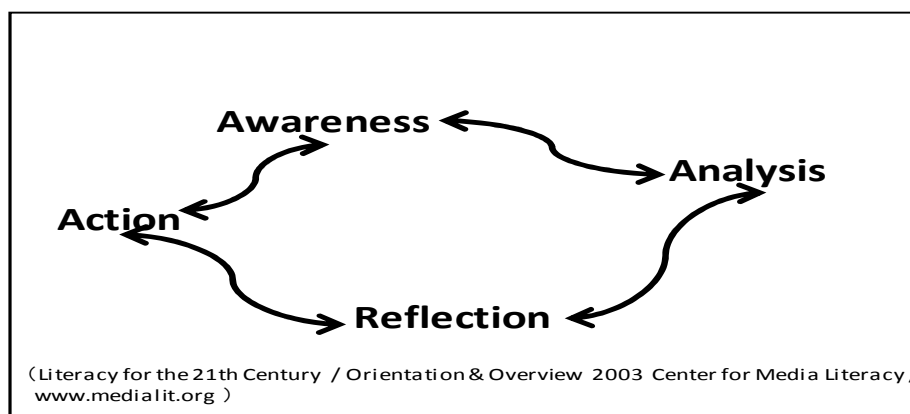 Awareness
Analysis
Action
Reflection
（Literacy for the 21th Century / Orientation & Overview 2003 Center for Media Literacy,
www.medialit.org ）